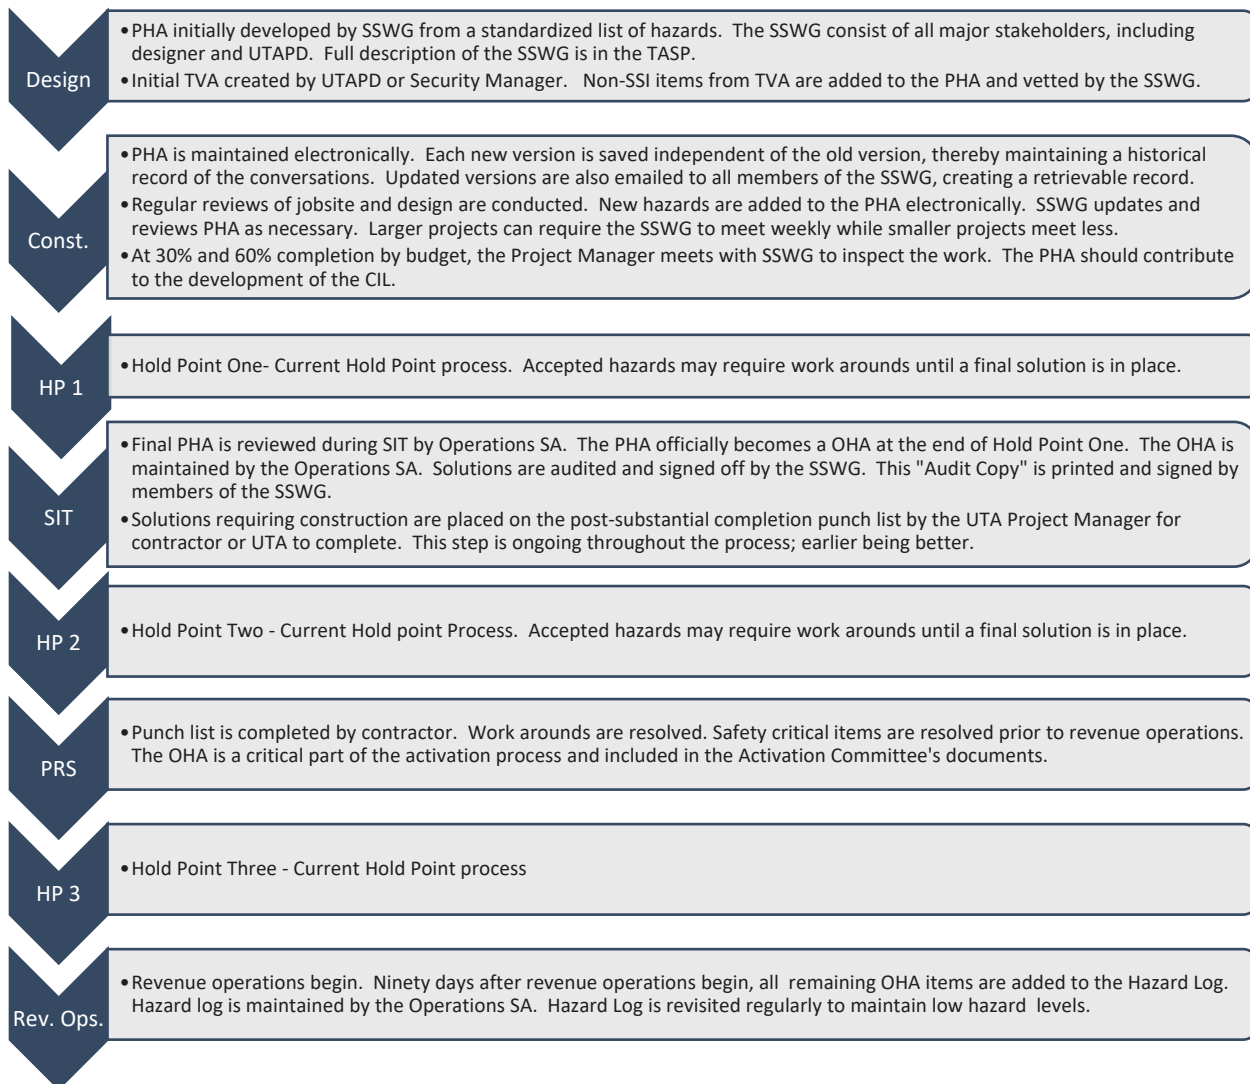 Design
•PHA initially developed by SSWG from a standardized list of hazards.  The SSWG consist of all major stakeholders, including
designer and UTAPD.  Full description of the SSWG is in the TASP.
•Initial TVA created by UTAPD or Security Manager.   Non-SSI items from TVA are added to the PHA and vetted by the SSWG.
Const.
•PHA is maintained electronically.  Each new version is saved independent of the old version, thereby maintaining a historical
record of the conversations.  Updated versions are also emailed to all members of the SSWG, creating a retrievable record.
•Regular reviews of jobsite and design are conducted.  New hazards are added to the PHA electronically.  SSWG updates and
reviews PHA as necessary.  Larger projects can require the SSWG to meet weekly while smaller projects meet less.
•At 30% and 60% completion by budget, the Project Manager meets with SSWG to inspect the work.  The PHA should contribute
to the development of the CIL.
HP 1
•Hold Point One- Current Hold Point process.  Accepted hazards may require work arounds until a final solution is in place.
SIT
•Final PHA is reviewed during SIT by Operations SA.  The PHA officially becomes a OHA at the end of Hold Point One.  The OHA is
maintained by the Operations SA.  Solutions are audited and signed off by the SSWG.  This "Audit Copy" is printed and signed by
members of the SSWG.
•Solutions requiring construction are placed on the post-substantial completion punch list by the UTA Project Manager for
contractor or UTA to complete.  This step is ongoing throughout the process; earlier being better.
HP 2
•Hold Point Two - Current Hold point Process.  Accepted hazards may require work arounds until a final solution is in place.
PRS
•Punch list is completed by contractor.  Work arounds are resolved. Safety critical items are resolved prior to revenue operations.
The OHA is a critical part of the activation process and included in the Activation Committee's documents.
HP 3
•Hold Point Three - Current Hold Point process
Rev. Ops.
•Revenue operations begin.  Ninety days after revenue operations begin, all  remaining OHA items are added to the Hazard Log.
Hazard log is maintained by the Operations SA.  Hazard Log is revisited regularly to maintain low hazard  levels.